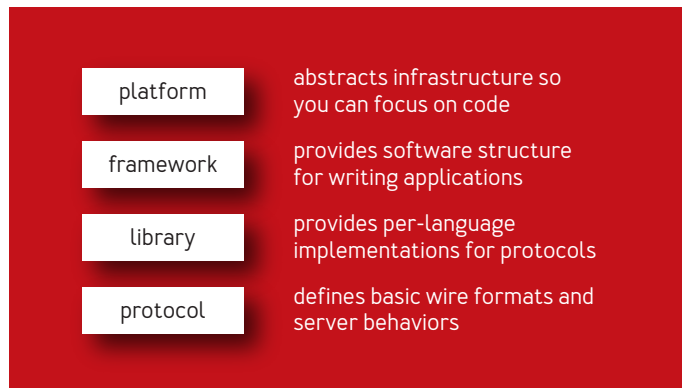 platform
abstracts infrastructure so
you can focus on code
framework
provides software structure
for writing applications
library
provides per-language
implementations for protocols
protocol
defines basic wire formats and
server behaviors